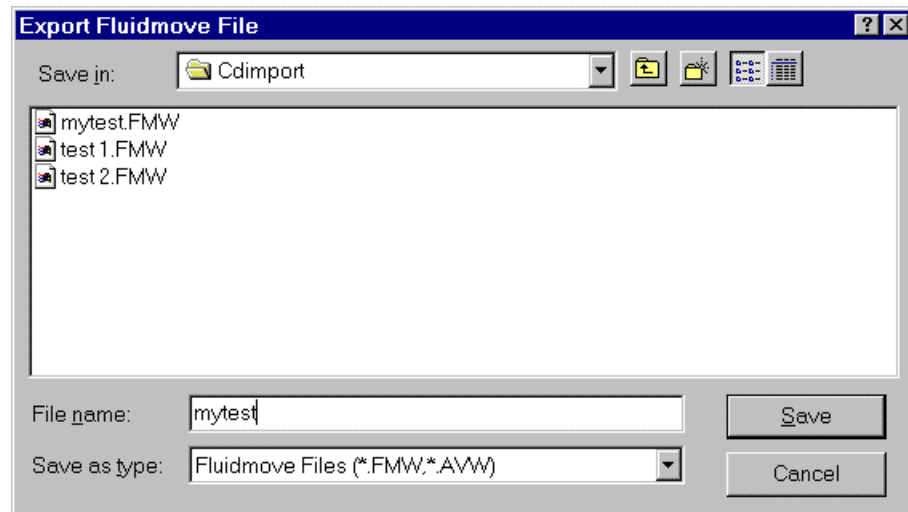 Export Fluidmove File
Save in: Cdimport
mytest.FMW
test 1.FMW
test 2.FMW
File name: mytest Save
Save as type: Fluidmove Files (*.FMW,*.AVW) Cancel